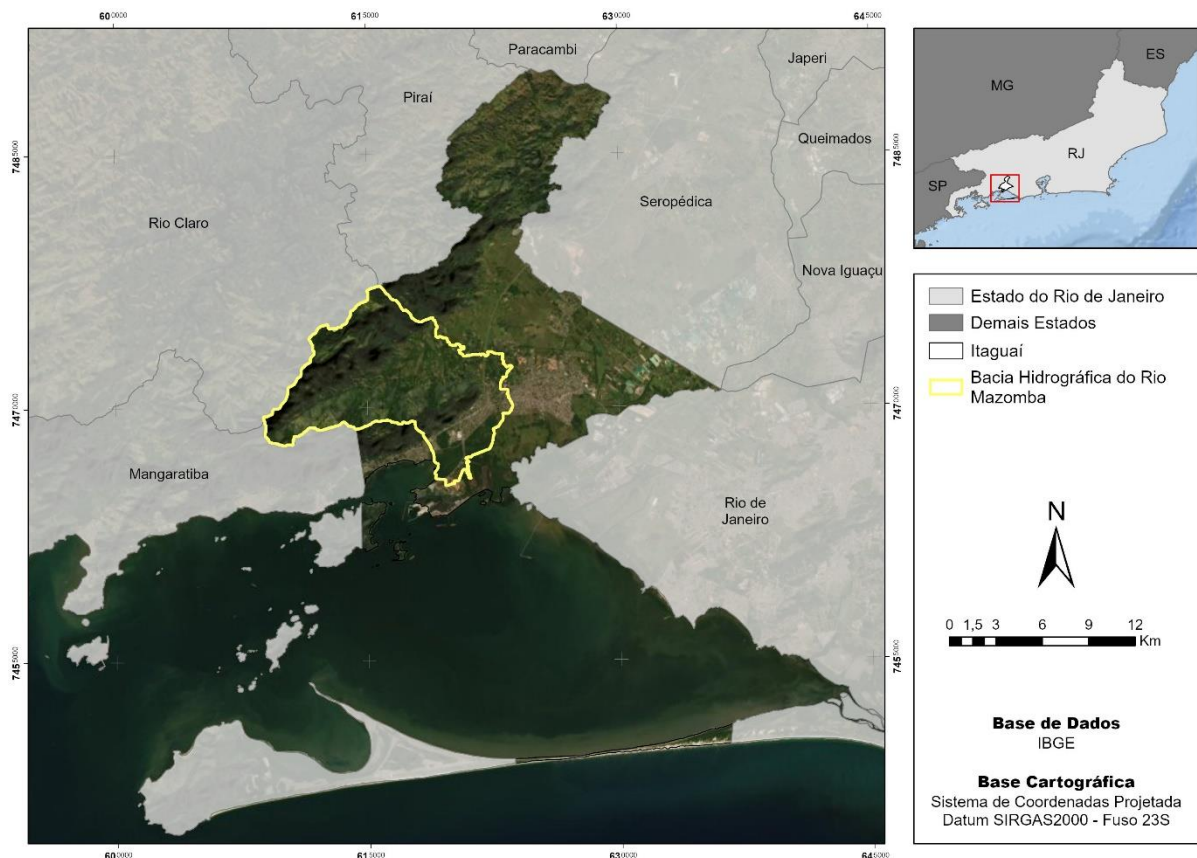 600000
615000
630000
645000
Paracambi
Japeri
Piraí
Queimados
7485000
7485000
Seropédica
Rio Claro
Nova Iguaçu
7470000
7470000
Mangaratiba
Rio de
Janeiro
7455000
7455000
600000
615000
630000
645000
ES
MG
RJ
SP
Estado do Rio de Janeiro
Demais Estados
Itaguaí
Bacia Hidrográfica do Rio
Mazomba
N
0 1,5 3 6 9 12
Km
Base de Dados
IBGE
Base Cartográfica
Sistema de Coordenadas Projetada
Datum SIRGAS2000 - Fuso 23S